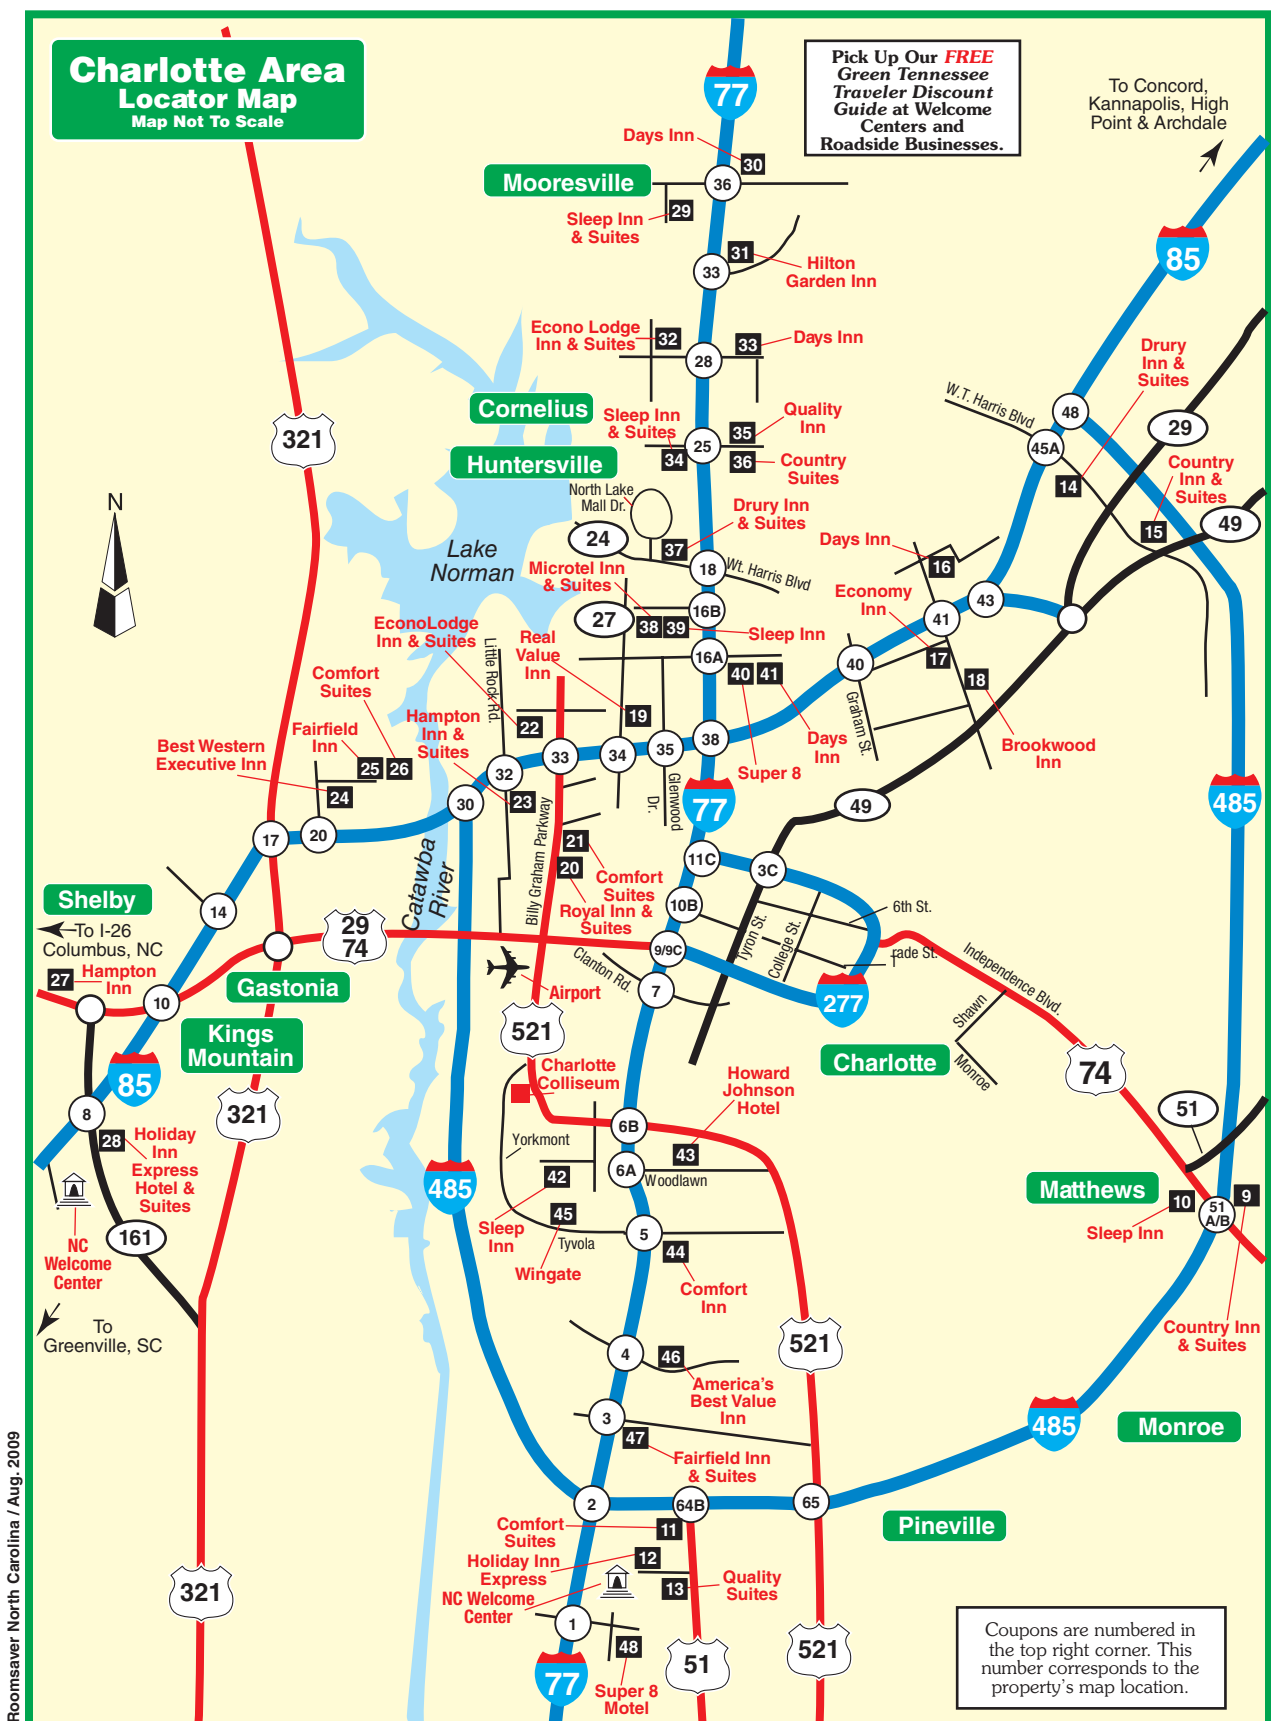 Charlotte Area
Locator Map
Map Not To Scale
77
Pick Up Our FREE
Green Tennessee
Traveler Discount
Guide at Welcome
Centers and
Roadside Businesses.
To Concord,
Kannapolis, High
Point & Archdale
Days Inn
30
36
Mooresville
29
Sleep Inn
& Suites
31
33
Hilton
Garden Inn
85
Econo Lodge
Inn & Suites
32
33
Days Inn
28
Drury
Inn &
Suites
W.T. Harris Blvd
48
29
45A
14
Cornelius
Sleep Inn
& Suites
34
25
35
Quality
Inn
36
Country
Suites
Huntersville
321
Country
Inn &
Suites
15
49
North Lake
Mall Dr.
Drury Inn
& Suites
24
37
18
Wt. Harris Blvd
N
Lake
Norman
Days Inn
16
Microtel Inn
& Suites
16B
27
38
39
Sleep Inn
Economy
Inn
43
41
17
EconoLodge
Inn & Suites
Little Rock Rd.
Real
Value
Inn
16A
40
41
40
Graham St.
18
Comfort
Suites
Hampton
Inn &
Suites
22
19
Fairfield
Inn
Best Western
Executive Inn
25
26
24
32
33
34
35
38
Days
Inn
Super 8
Brookwood
Inn
30
23
Glenwood
Dr.
77
49
485
17
20
Billy Graham Parkway
21
20
Comfort
Suites
Royal Inn &
Suites
11C
3C
Catawba
River
Shelby
To I-26
Columbus, NC
14
10B
6th St.
Tyron St.
College St.
rade St.
29
74
9/9C
Independence Blvd.
27
Hampton
Inn
Gastonia
Clanton Rd.
7
Airport
277
Shawn
10
Kings
Mountain
521
Charlotte
Monroe
74
85
Charlotte
Colliseum
Howard
Johnson
Hotel
8
321
51
28
Holiday
Inn
Express
Hotel &
Suites
6B
Yorkmont
43
6A
Woodlawn
42
485
Matthews
10
Sleep Inn
51
A/B
9
NC
Welcome
Center
161
Sleep
Inn
45
Tyvola
5
44
Wingate
Comfort
Inn
To
Greenville, SC
521
Country Inn
& Suites
4
46
America's
Best Value
Inn
3
47
Fairfield Inn
& Suites
485
Monroe
2
64B
65
Pineville
Comfort
Suites
11
Holiday Inn
Express
12
NC Welcome
Center
13
Quality
Suites
321
1
48
51
521
77
Super 8
Motel
Coupons are numbered in
the top right corner. This
number corresponds to the
property's map location.
Roomsaver North Carolina / Aug. 2009